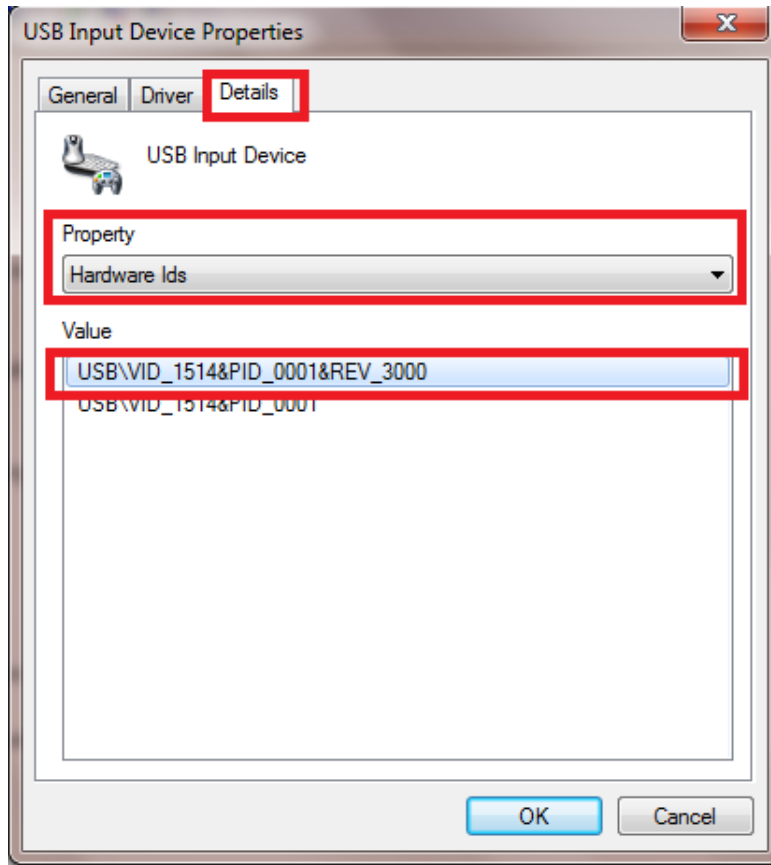 USB Input Device Properties
General Driver Details
USB Input Device
Property
Hardware Ids
Value
USB\VID_1514&PID_0001&REV_3000
USB\VID_1514&PID_0001
OK Cancel